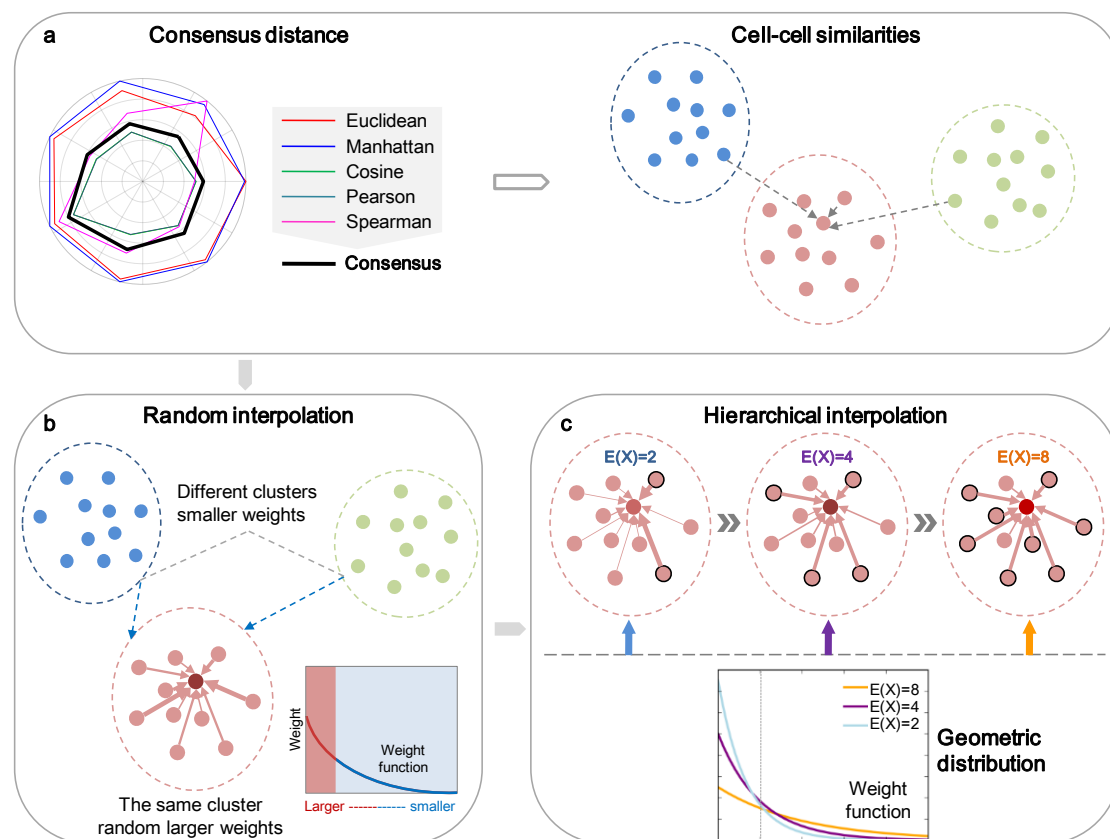 a
Consensus distance
Cell-cell similarities
Euclidean
Manhattan
Cosine
Pearson
Spearman
Consensus
b
Random interpolation
Different clusters
smaller weights
Weight
Weight
function
Larger
smaller
The same cluster
random larger weights
c
Hierarchical interpolation
E(X)=2
E(X)=4
E(X)=8
E(X)=8
E(X)=4
E(X)=2
Weight
function
Geometric
distribution